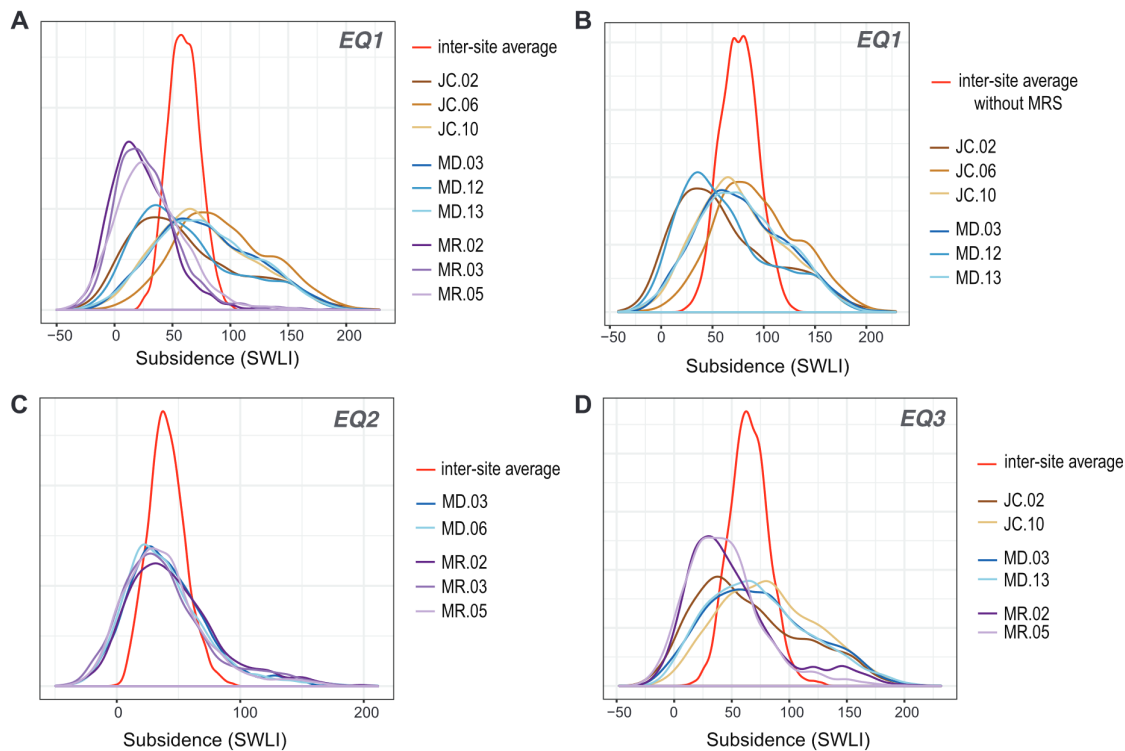 A
EQ1
inter-site average
JC.02
JC.06
JC.10
MD.03
MD.12
MD.13
MR.02
MR.03
MR.05
−50
0
50
100
150
200
Subsidence (SWLI)
B
EQ1
inter-site average
without MRS
JC.02
JC.06
JC.10
MD.03
MD.12
MD.13
−50
0
50
100
150
200
Subsidence (SWLI)
C
EQ2
inter-site average
MD.03
MD.06
MR.02
MR.03
MR.05
0
100
200
Subsidence (SWLI)
D
EQ3
inter-site average
JC.02
JC.10
MD.03
MD.13
MR.02
MR.05
−50
0
50
100
150
200
Subsidence (SWLI)